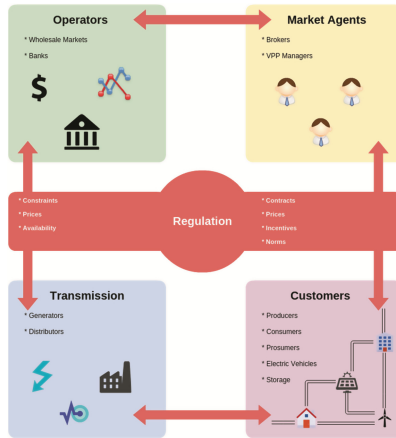 Operators
* Wholesale Markets
* Banks
$
Market Agents
* Brokers
* VPP Managers
* Constraints
* Prices
* Availability
Regulation
* Contracts
* Prices
* Incentives
* Norms
Transmission
* Generators
* Distributors
Customers
* Producers
* Consumers
* Prosumers
* Electric Vehicles
* Storage